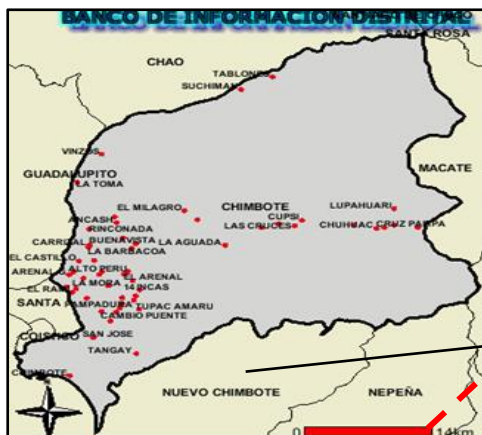 BANCO DE INFORMACION DISTRITAL
SANTA ROSA
CHAO
TABLONES
SUCHIMAN
VINZOS
MACATE
GUADALUPITO
LA TOMA
EL MILAGRO
CHIMBOTE
LUPAHUARI
ANCASH
CUPSI
RINCONADA
LAS CRUCES
CHUHUAC
CRUZ PAMPA
CARRIZAL
BUENAVISTA
LA AGUADA
LA BARBACOA
EL CASTILLO
ARENAL
ALTO PERU
EL ARENAL
LA MORA
14 INCAS
EL RAMI
SANTA
PAMPADURA
TUPAC AMARU
CAMBIO PUENTE
COISHCO
SAN JOSE
TANGAY
CHIMBOTE
NUEVO CHIMBOTE
NEPEÑA
0
14km